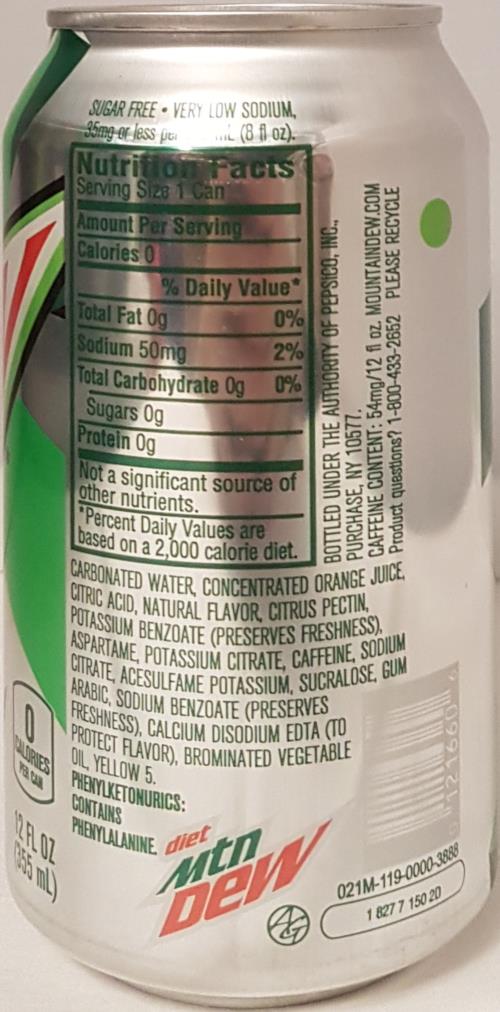 SUGAR FREE • VERY LOW SODIUM,
35mg or less per mL (8 fl oz).
Nutrition Facts
Serving Size 1 Can
Amount Per Serving
Calories 0
% Daily Value*
Total Fat 0g 0%
Sodium 50mg 2%
Total Carbohydrate 0g 0%
Sugars 0g
Protein 0g
Not a significant source of
other nutrients.
*Percent Daily Values are
based on a 2,000 calorie diet.
BOTTLED UNDER THE AUTHORITY OF PEPSICO, INC.,
PURCHASE, NY 10577.
CAFFEINE CONTENT: 54mg/12 fl oz. MOUNTAINDEW.COM
Product questions? 1-800-433-2652 PLEASE RECYCLE
CARBONATED WATER, CONCENTRATED ORANGE JUICE,
CITRIC ACID, NATURAL FLAVOR, CITRUS PECTIN,
POTASSIUM BENZOATE (PRESERVES FRESHNESS),
ASPARTAME, POTASSIUM CITRATE, CAFFEINE, SODIUM
CITRATE, ACESULFAME POTASSIUM, SUCRALOSE, GUM
ARABIC, SODIUM BENZOATE (PRESERVES
FRESHNESS), CALCIUM DISODIUM EDTA (TO
PROTECT FLAVOR), BROMINATED VEGETABLE
OIL, YELLOW 5.
PHENYLKETONURICS:
CONTAINS
PHENYLALANINE.
0
CALORIES
PER CAN
12 FL OZ
(355 mL)
diet
mtn
Dew
021M-119-0000-3888
1 827 7 150 20